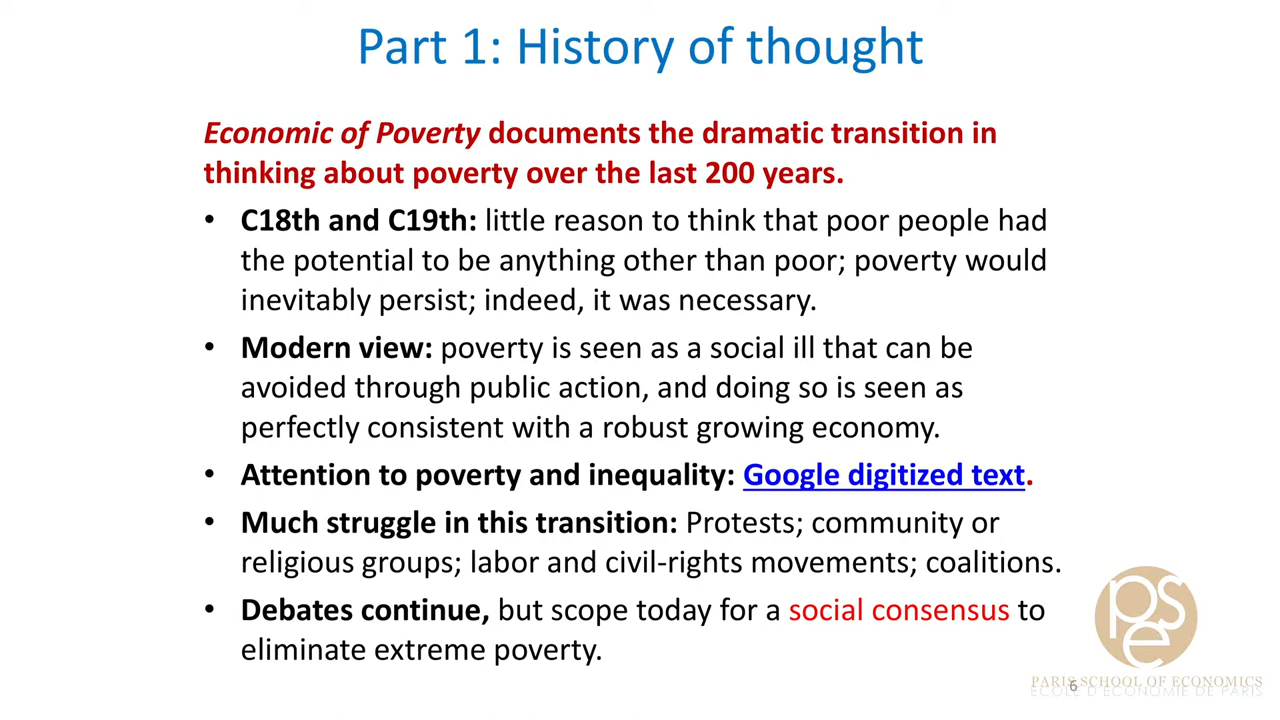 Part 1: History of thought
Economic of Poverty documents the dramatic transition in
thinking about poverty over the last 200 years.
• C18th and C19th: little reason to think that poor people had
the potential to be anything other than poor; poverty would
inevitably persist; indeed, it was necessary.
• Modern view: poverty is seen as a social ill that can be
avoided through public action, and doing so is seen as
perfectly consistent with a robust growing economy.
• Attention to poverty and inequality: Google digitized text.
• Much struggle in this transition: Protests; community or
religious groups; labor and civil-rights movements; coalitions.
• Debates continue, but scope today for a social consensus to
eliminate extreme poverty.
pse
PARIS SCHOOL OF ECONOMICS
ÉCOLE D'ÉCONOMIE DE PARIS
6